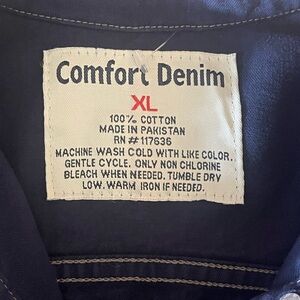 Comfort Denim
XL
100% COTTON
MADE IN PAKISTAN
RN # 117636
MACHINE WASH COLD WITH LIKE COLOR.
GENTLE CYCLE. ONLY NON CHLORINE
BLEACH WHEN NEEDED. TUMBLE DRY
LOW. WARM IRON IF NEEDED.